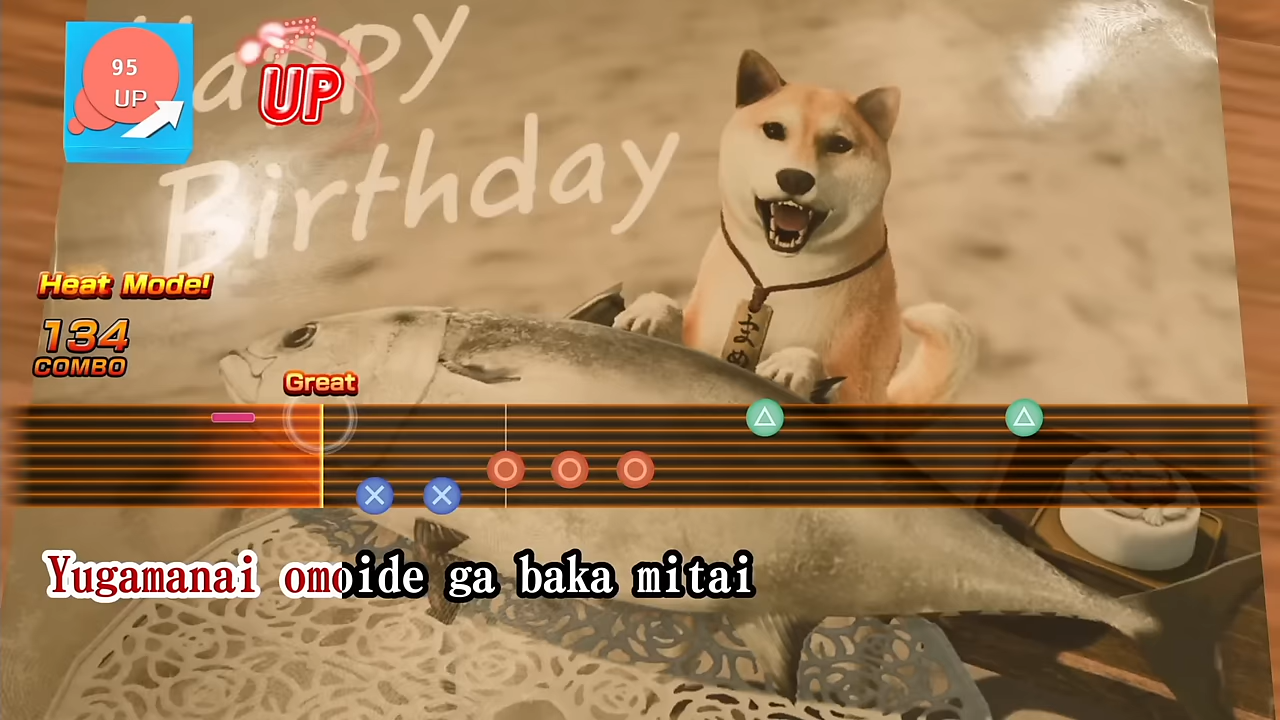 95
UP
UP
Happy
Birthday
Heat Mode!
134
COMBO
Great
Yugamanai omoide ga baka mitai